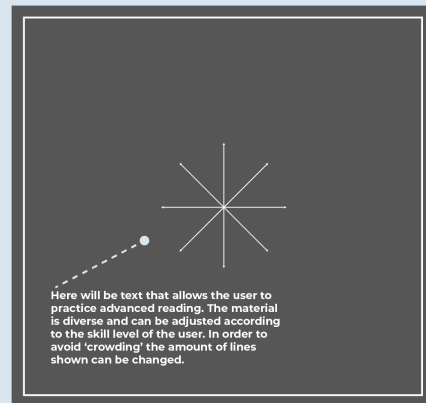 Here will be text that allows the user to
practice advanced reading. The material
is diverse and can be adjusted according
to the skill level of the user. In order to
avoid ‘crowding’ the amount of lines
shown can be changed.